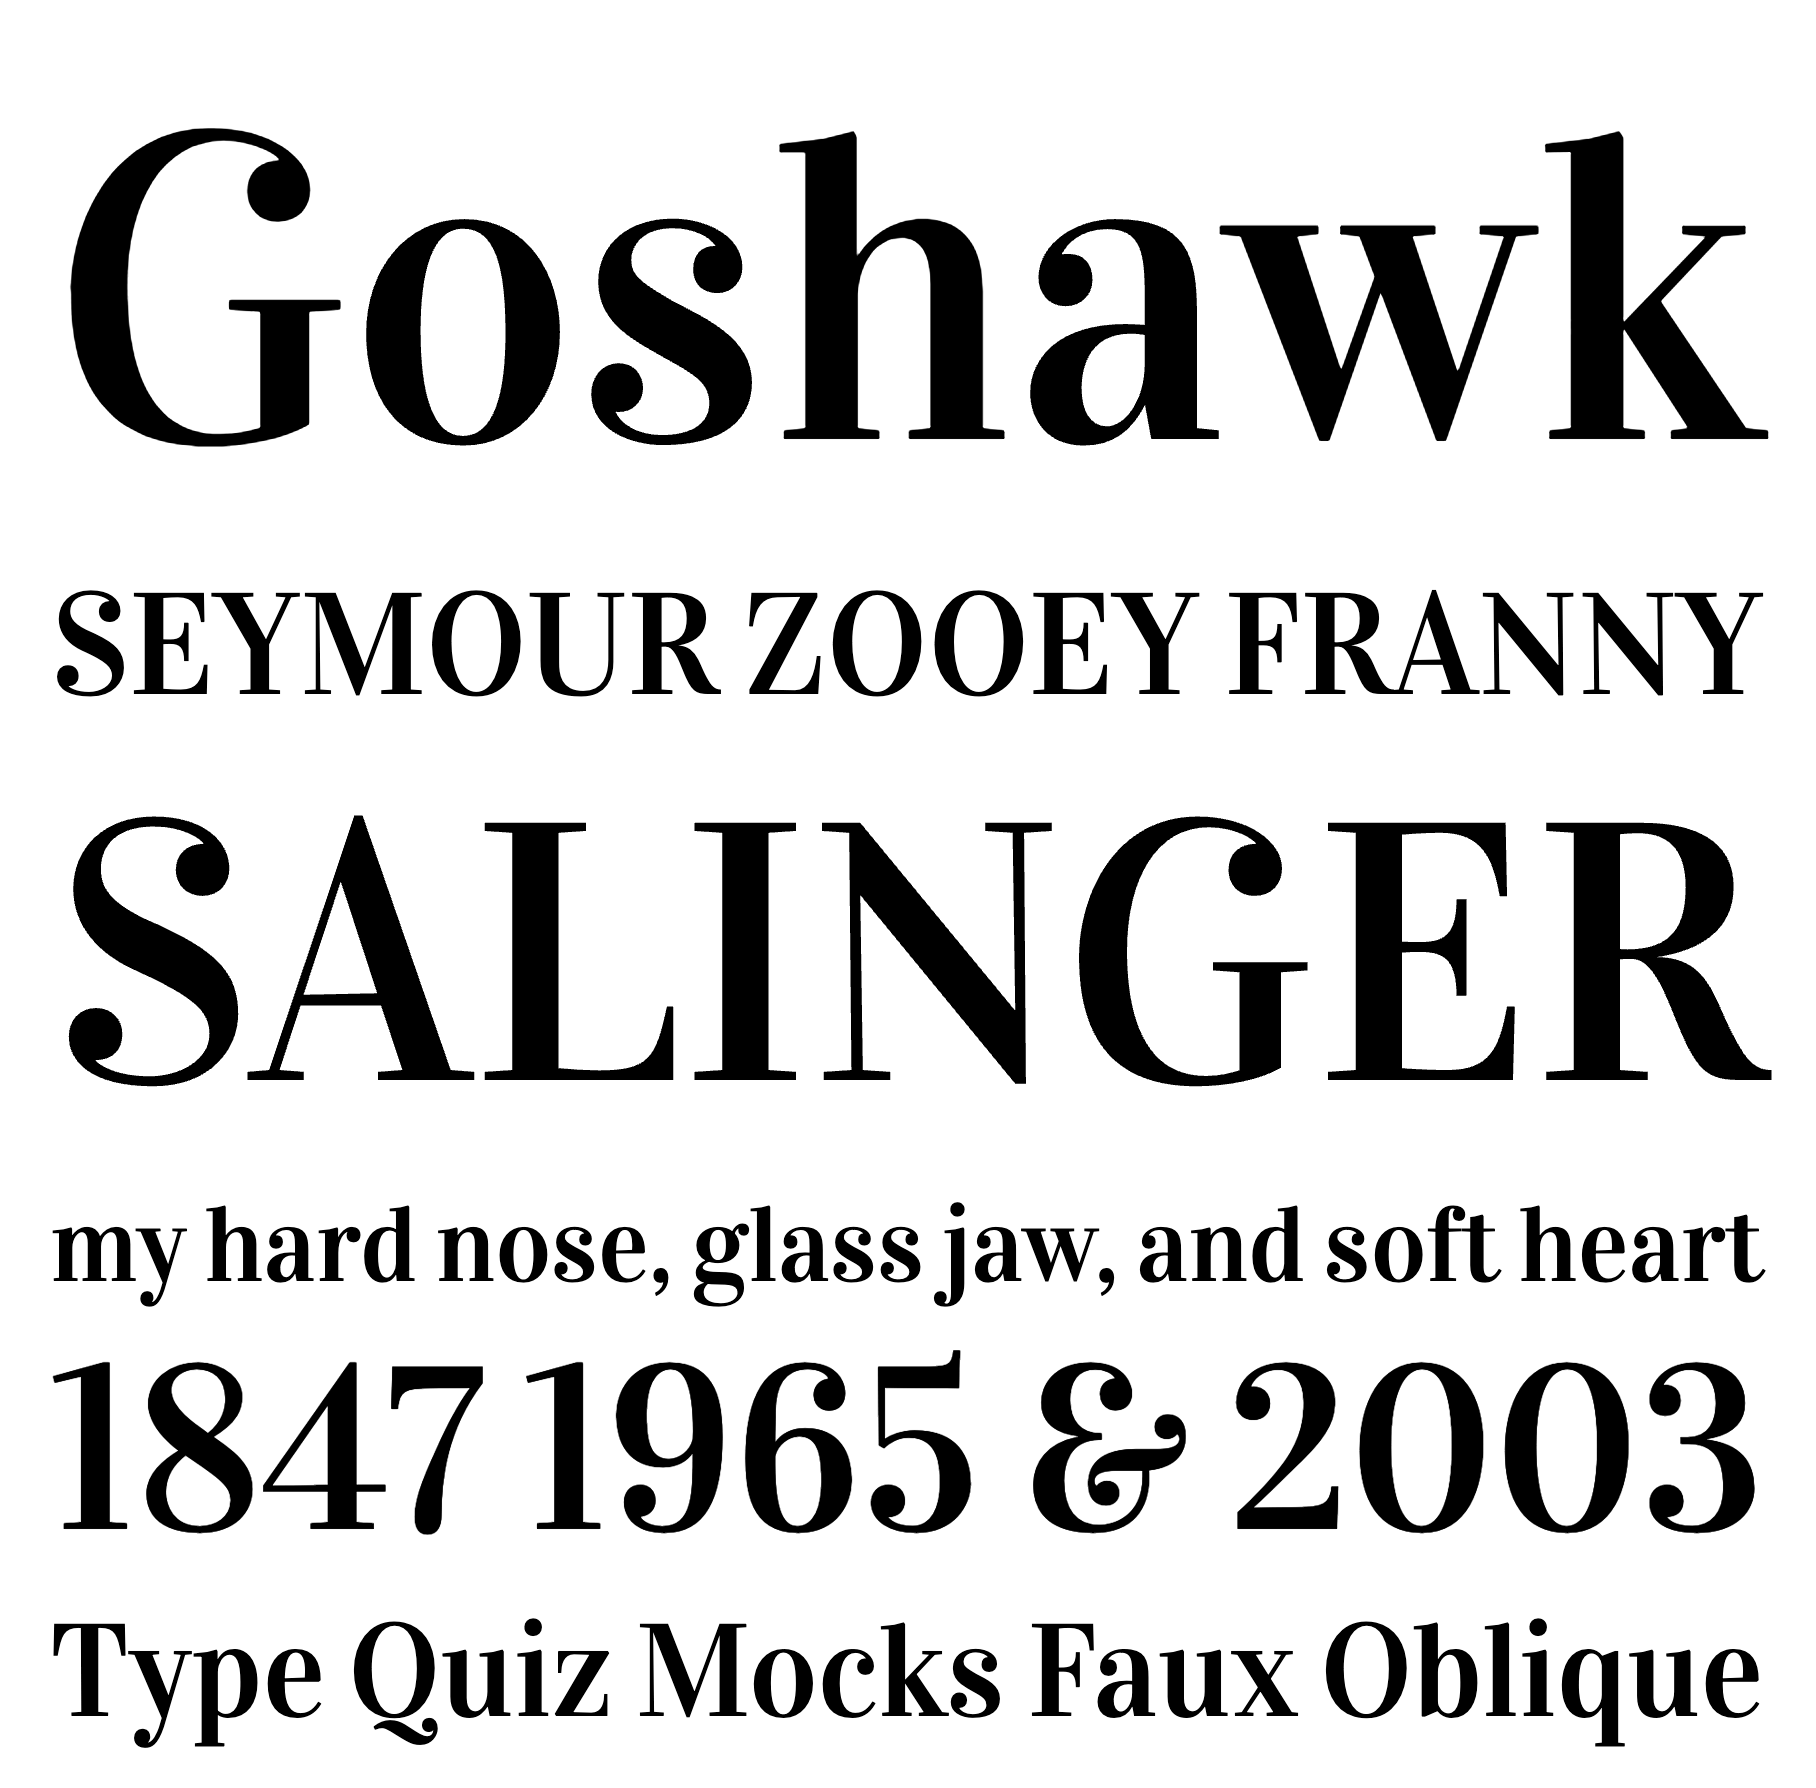 Goshawk
SEYMOUR ZOOEY FRANNY
SALINGER
my hard nose, glass jaw, and soft heart
1847 1965 & 2003
Type Quiz Mocks Faux Oblique